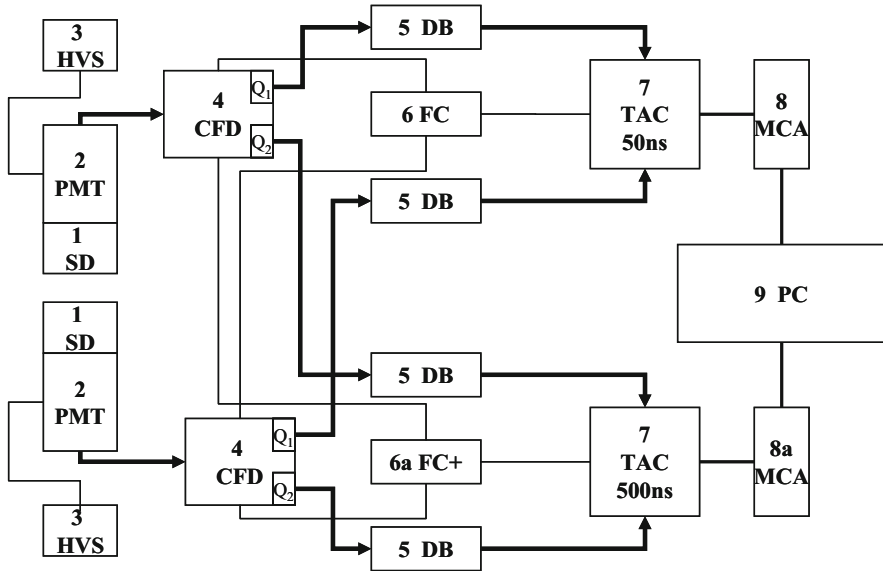 3
HVS
2
PMT
1
SD
4
CFD
Q1
Q2
5 DB
6 FC
5 DB
7
TAC
50ns
8
MCA
9 PC
1
SD
2
PMT
3
HVS
4
CFD
Q1
Q2
5 DB
6a FC+
5 DB
7
TAC
500ns
8a
MCA